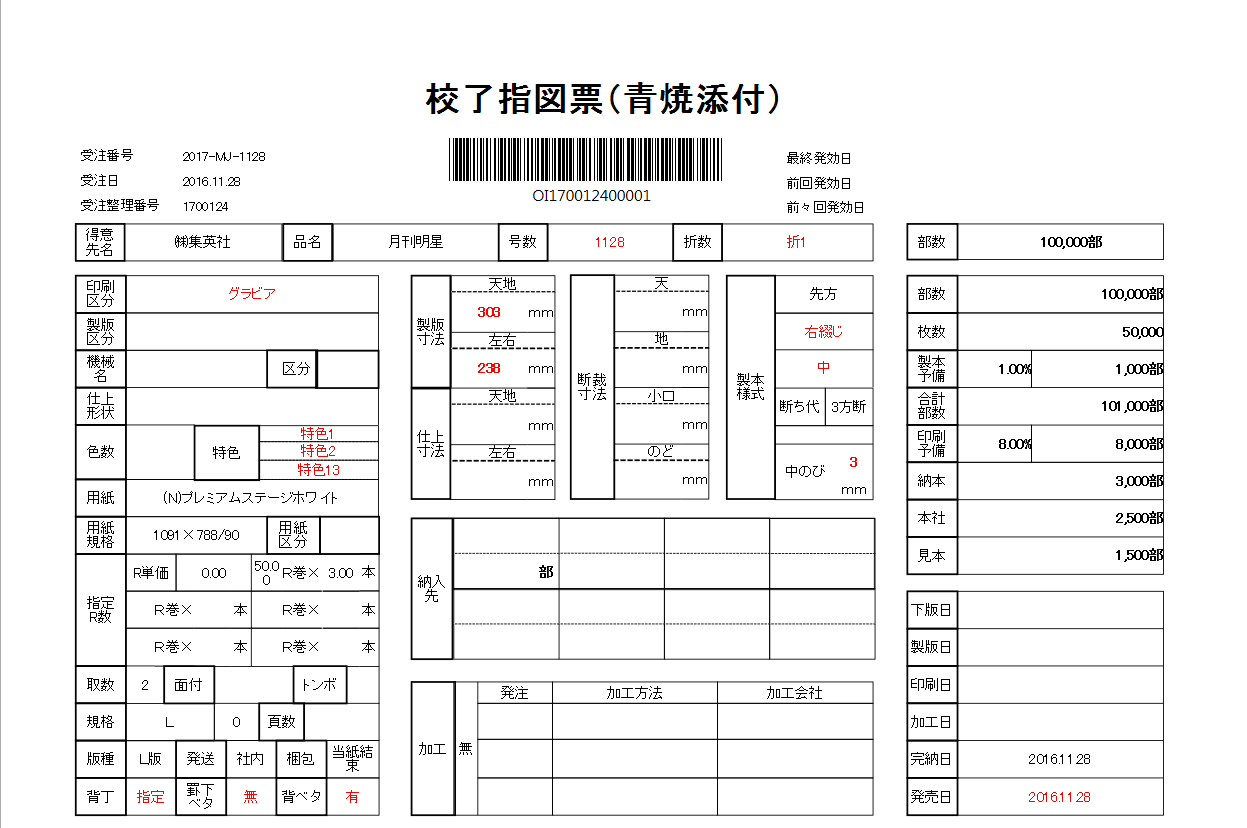 校了指図票（青焼添付）
受注番号 2017-MJ-1128
受注日 2016.11.28
受注整理番号 1700124
OI170012400001
最終発効日
前回発効日
前々回発効日
得意先名 ㈱集英社 品名 月刊明星 号数 1128 折数 折1
部数 100,000部
印刷区分 グラビア
製版区分
機械名 区分
仕上形状
色数 特色 特色1
特色2
特色13
用紙 (N)プレミアムステージホワイト
用紙規格 1091×788/90 用紙区分
指定R数 R単価 0.00 50.00 R巻× 3.00 本
R巻× 本 R巻× 本
R巻× 本 R巻× 本
取数 2 面付 トンボ
規格 L 0 頁数
版種 L版 発送 社内 梱包 当紙結束
背丁 指定 罫下ベタ 無 背ベタ 有
製版寸法 天地
303 mm
左右
238 mm
仕上寸法 天地
mm
左右
mm
断裁寸法 天
mm
地
mm
小口
mm
のど
mm
製本様式 先方
右綴じ
中
断ち代 3方断
中のび 3
mm
納入先
部
加工 無 発注 加工方法 加工会社
部数 100,000部
枚数 50,000
製本予備 1.00% 1,000部
合計部数 101,000部
印刷予備 8.00% 8,000部
納本 3,000部
本社 2,500部
見本 1,500部
下版日
製版日
印刷日
加工日
完納日 2016.11.28
発売日 2016.11.28